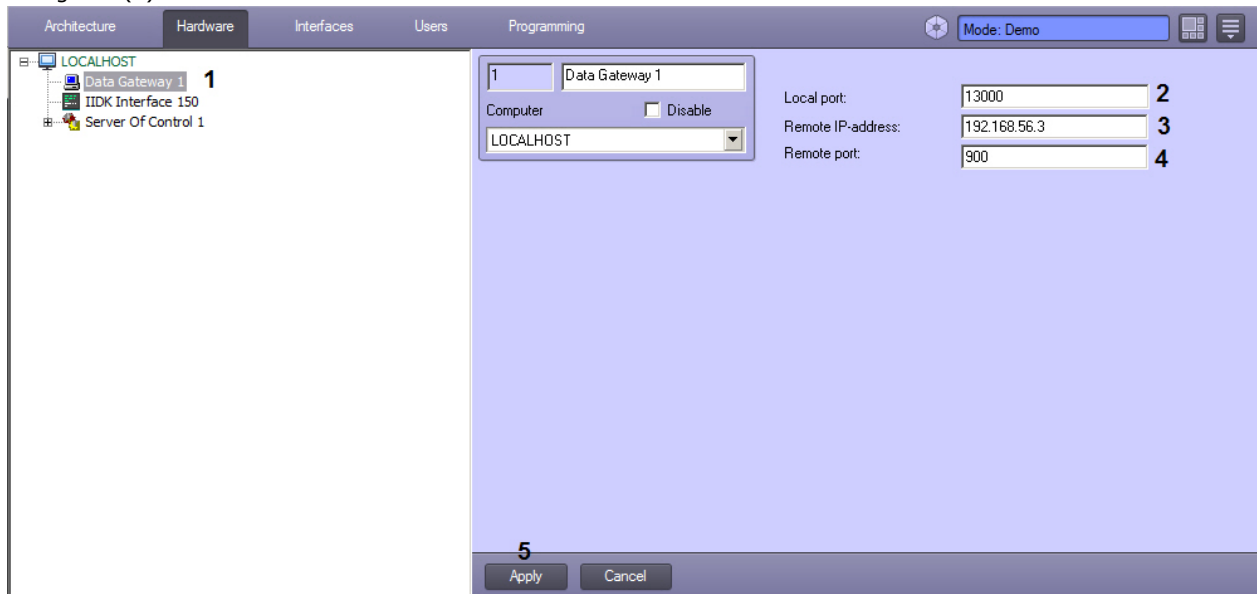 Architecture Hardware Interfaces Users Programming Mode: Demo
LOCALHOST
Data Gateway 1 1
IIDK Interface 150
Server Of Control 1
1 Data Gateway 1
Computer Disable
LOCALHOST
Local port: 13000 2
Remote IP-address: 192.168.56.3 3
Remote port: 900 4
5
Apply Cancel